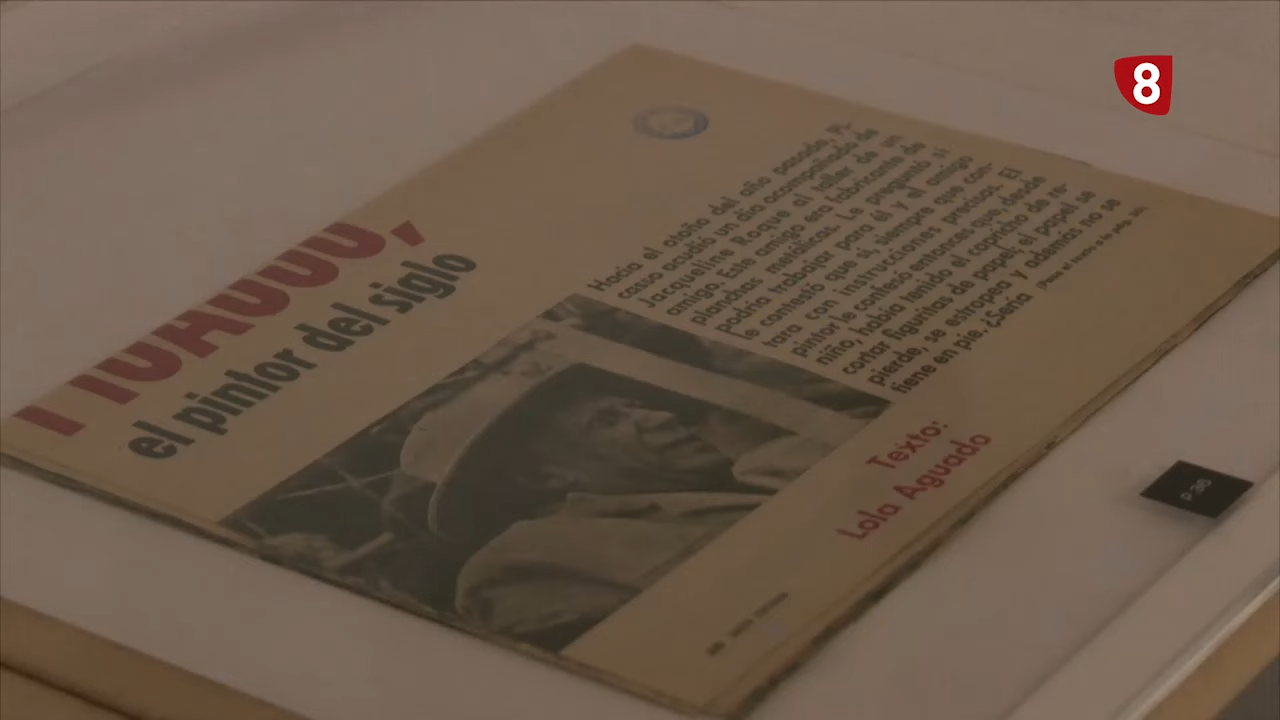 8
el pintor del siglo
Hacia el otoño del año pasado, Pi-
casso acudió un día acompañado de
Jacqueline Roque al taller de un
amigo. Este amigo era fabricante de
planchas metálicas. Le preguntó si
podría trabajar para él y el amigo
le contestó que sí, siempre que con-
tara con instrucciones precisas. El
pintor le confesó entonces que, desde
niño, había tenido el capricho de re-
cortar figuritas de papel; el papel se
pierde, se estropea y además no se
tiene en pie. ¿Sería
Texto:
Lola Aguado
P.36